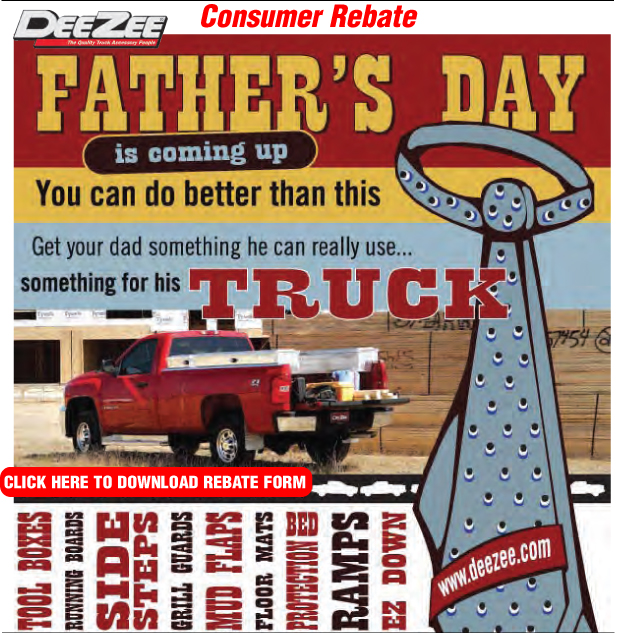 DEEZEE
The Quality Truck Accessory People
Consumer Rebate
FATHER'S DAY
is coming up
You can do better than this
Get your dad something he can really use...
something for his TRUCK
CLICK HERE TO DOWNLOAD REBATE FORM
TOOL BOXES
RUNNING BOARDS
SIDE STEPS
GRILL GUARDS
MUD FLAPS
FLOOR MATS
BED PROTECTION
RAMPS
EZ DOWN
www.deezee.com